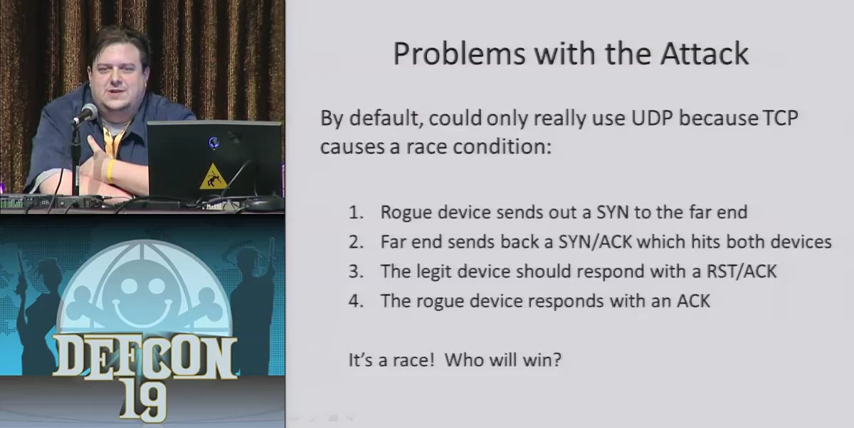 Problems with the Attack
By default, could only really use UDP because TCP
causes a race condition:
1. Rogue device sends out a SYN to the far end
2. Far end sends back a SYN/ACK which hits both devices
3. The legit device should respond with a RST/ACK
4. The rogue device responds with an ACK
It's a race! Who will win?
DEFCON
19